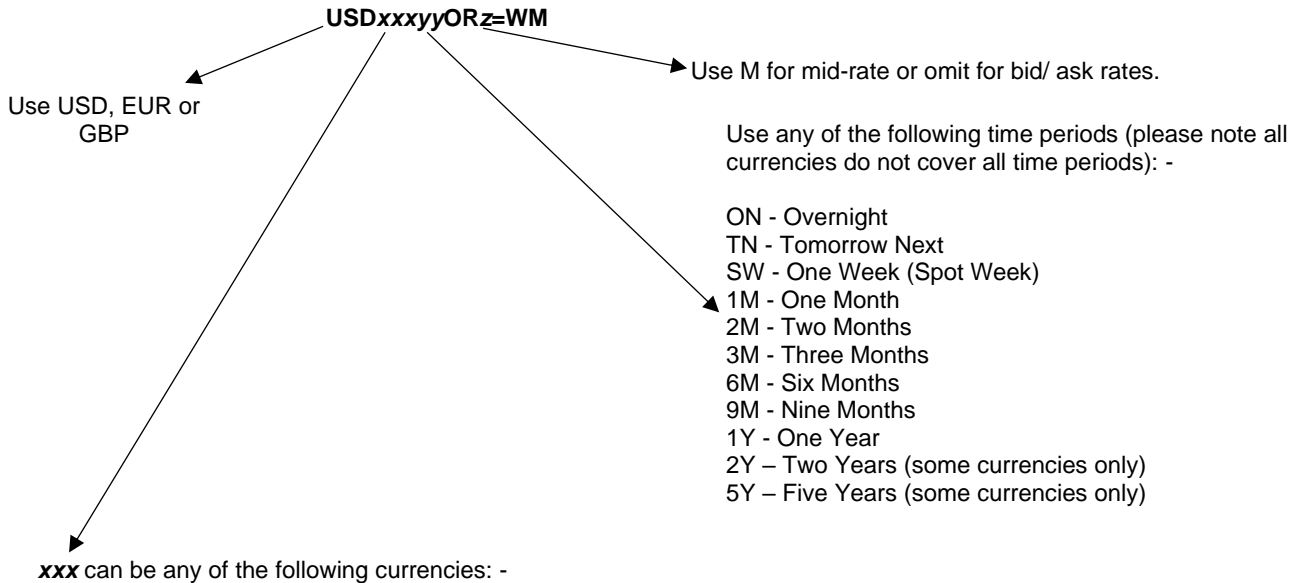 USDxxxyyORz=WM
Use M for mid-rate or omit for bid/ ask rates.
Use USD, EUR or
GBP
Use any of the following time periods (please note all
currencies do not cover all time periods): -
ON - Overnight
TN - Tomorrow Next
SW - One Week (Spot Week)
1M - One Month
2M - Two Months
3M - Three Months
6M - Six Months
9M - Nine Months
1Y - One Year
2Y – Two Years (some currencies only)
5Y – Five Years (some currencies only)
xxx can be any of the following currencies: -